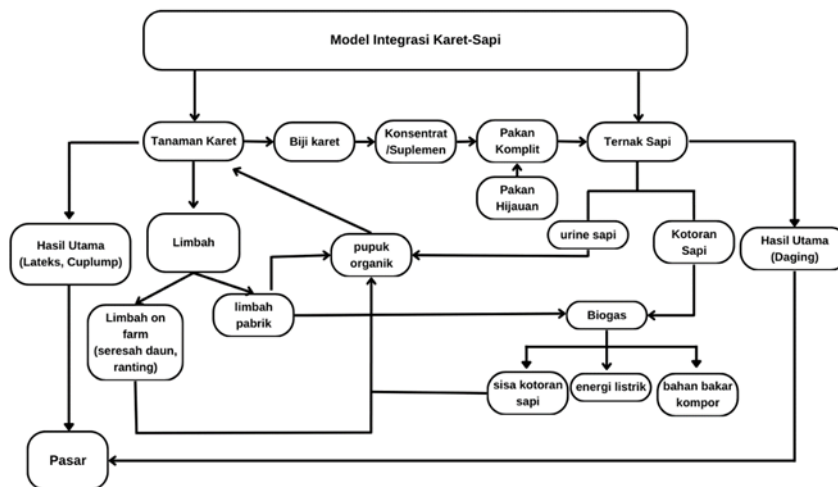 Model Integrasi Karet-Sapi
Tanaman Karet
Biji karet
Konsentrat
/Suplemen
Pakan
Komplit
Ternak Sapi
Pakan
Hijauan
Hasil Utama
(Lateks, Cuplump)
Limbah
pupuk
organik
urine sapi
Kotoran
Sapi
Hasil Utama
(Daging)
Limbah on
farm
(seresah daun,
ranting)
limbah
pabrik
Biogas
sisa kotoran
sapi
energi listrik
bahan bakar
kompor
Pasar